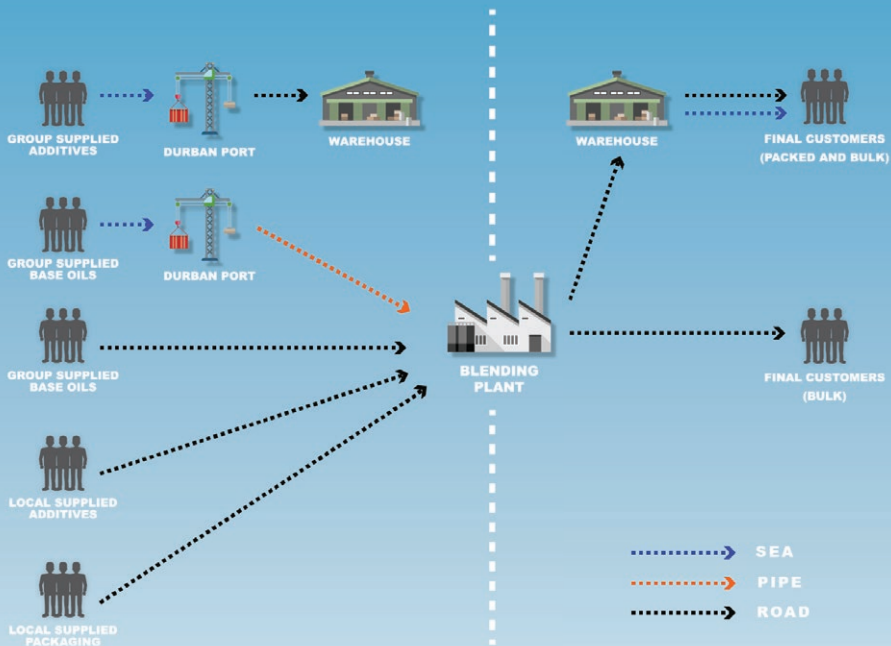 GROUP SUPPLIED
ADDITIVES
DURBAN PORT
WAREHOUSE
WAREHOUSE
FINAL CUSTOMERS
(PACKED AND BULK)
GROUP SUPPLIED
BASE OILS
DURBAN PORT
GROUP SUPPLIED
BASE OILS
BLENDING
PLANT
FINAL CUSTOMERS
(BULK)
LOCAL SUPPLIED
ADDITIVES
LOCAL SUPPLIED
PACKAGING
SEA
PIPE
ROAD